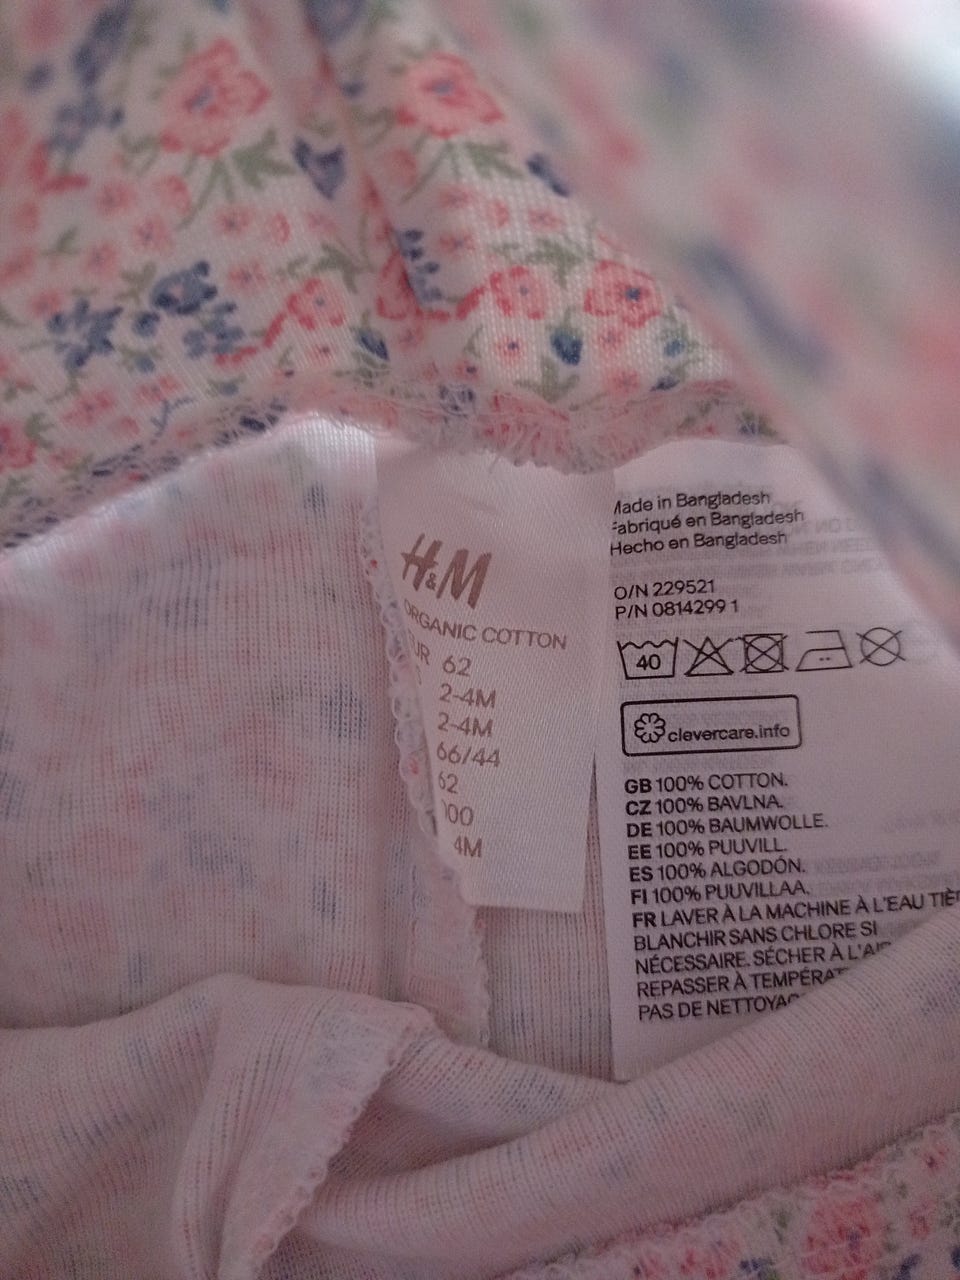 H&M
ORGANIC COTTON
EUR 62
2-4M
2-4M
66/44
62
100
4M
Made in Bangladesh
Fabriqué en Bangladesh
Hecho en Bangladesh
O/N 229521
P/N 0814299 1
40
clevercare.info
GB 100% COTTON.
CZ 100% BAVLNA.
DE 100% BAUMWOLLE.
EE 100% PUUVILL.
ES 100% ALGODÓN.
FI 100% PUUVILLAA.
FR LAVER À LA MACHINE À L'EAU
BLANCHIR SANS CHLORE SI
NÉCESSAIRE. SÉCHER À
REPASSER À
PAS DE